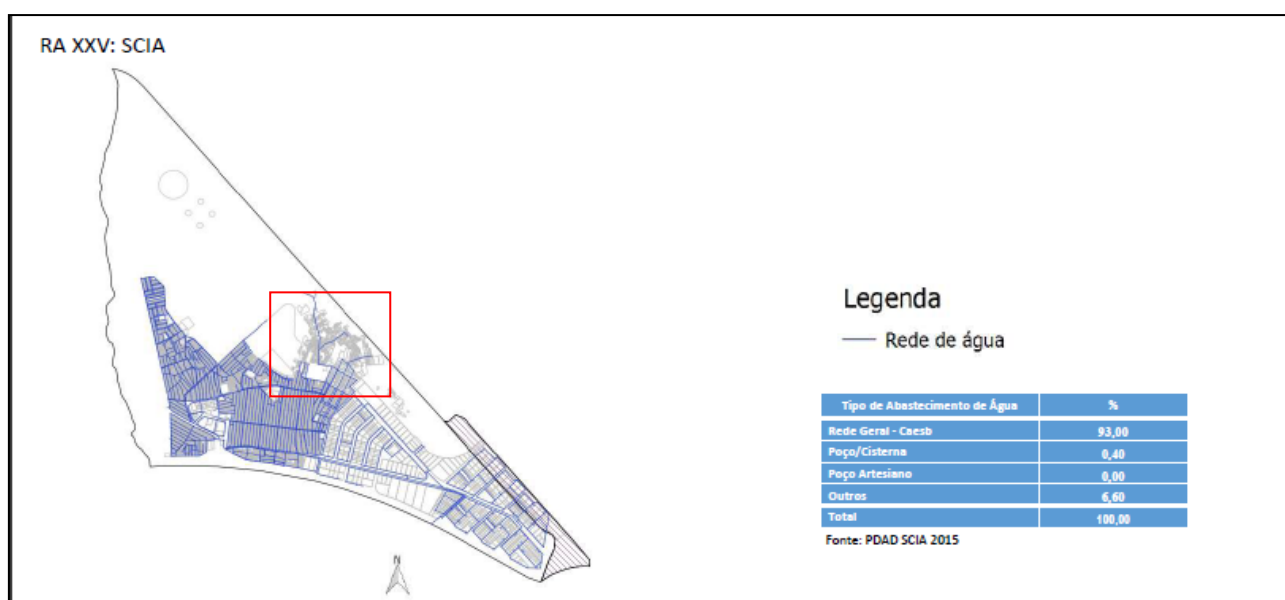 RA XXV: SCIA
Legenda
Rede de água
Tipo de Abastecimento de Água %
Rede Geral - Caesb 93,00
Poço/Cisterna 0,40
Poço Artesiano 0,00
Outros 6,60
Total 100,00
Fonte: PDAD SCIA 2015
N